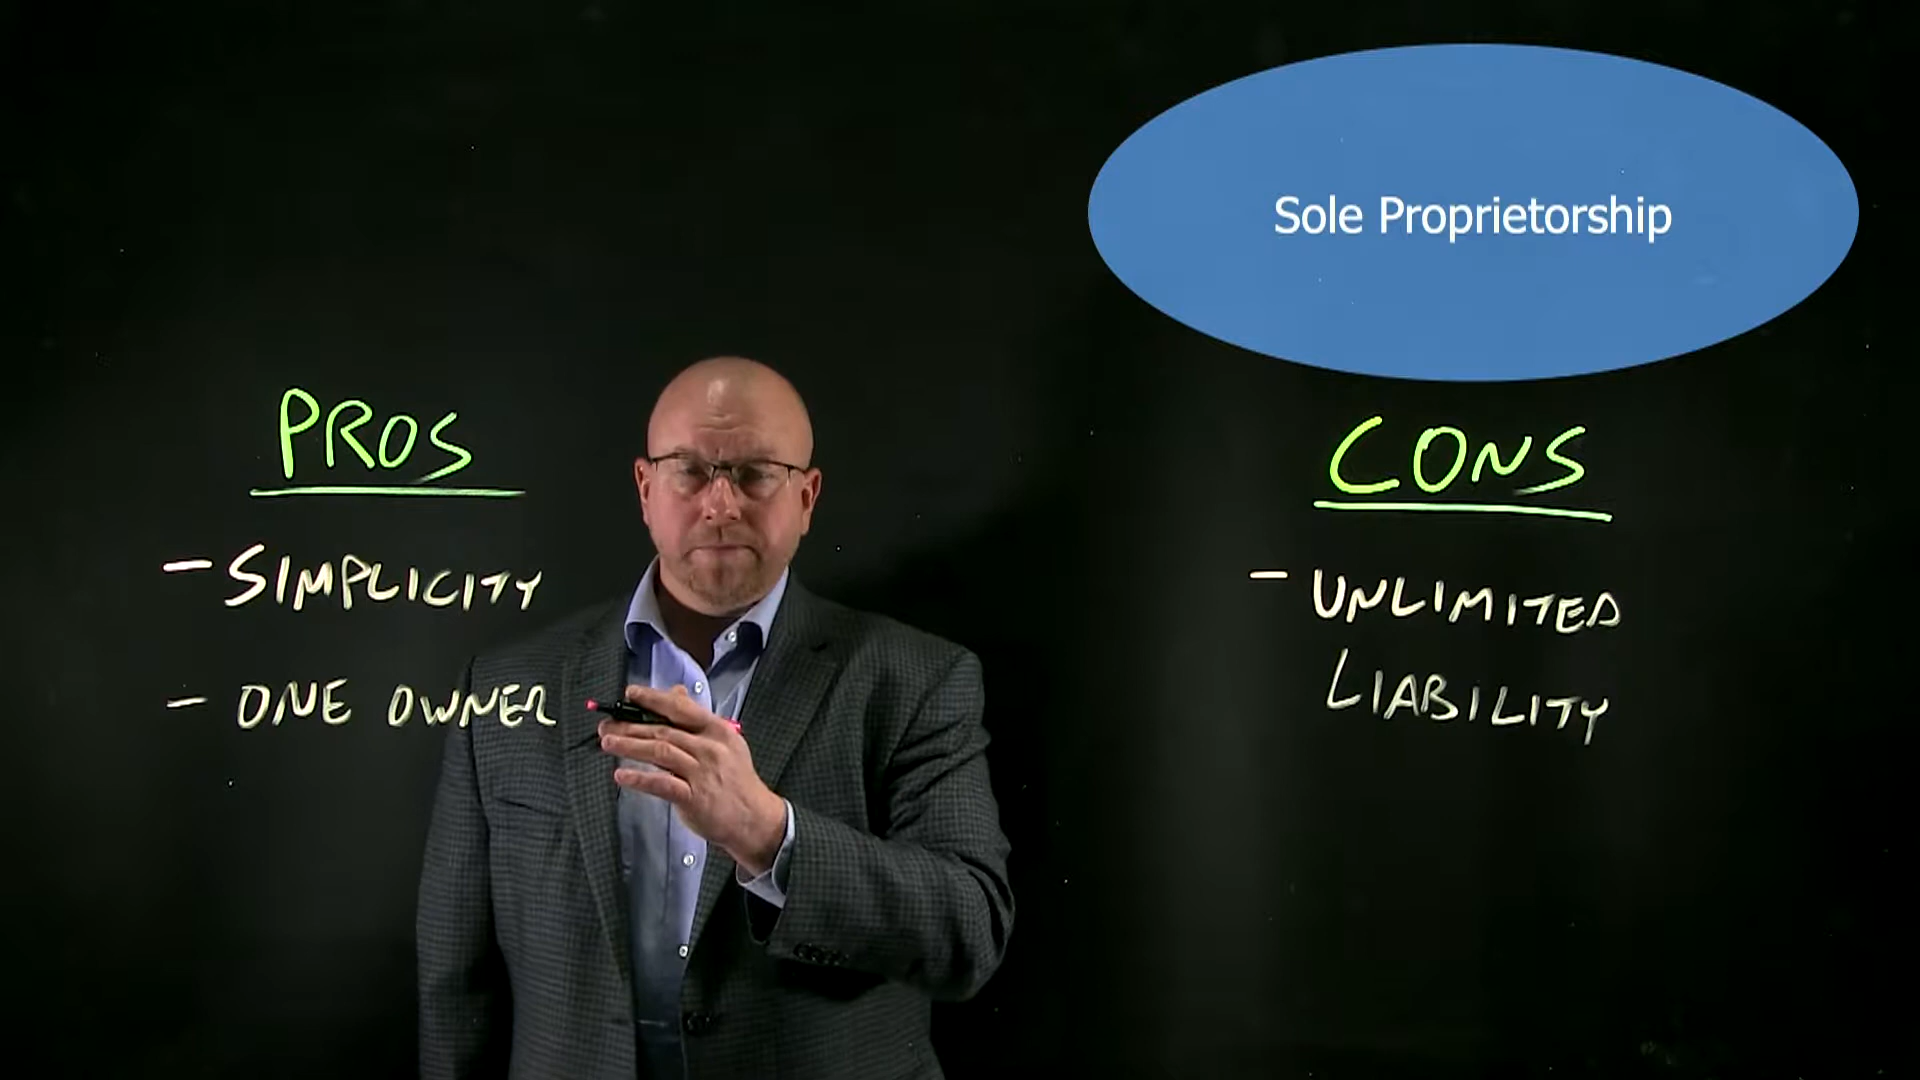 Sole Proprietorship
PROS
- SIMPLICITY
- ONE OWNER
CONS
- UNLIMITED
LIABILITY